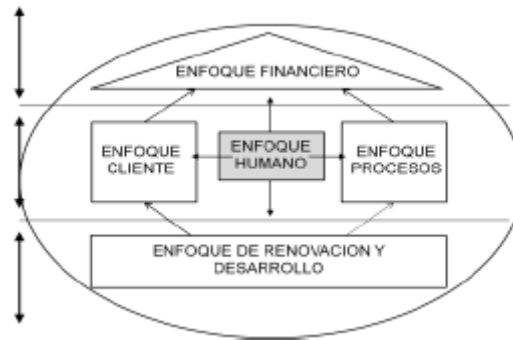 ENFOQUE FINANCIERO
ENFOQUE
CLIENTE
ENFOQUE
HUMANO
ENFOQUE
PROCESOS
ENFOQUE DE RENOVACION Y
DESARROLLO